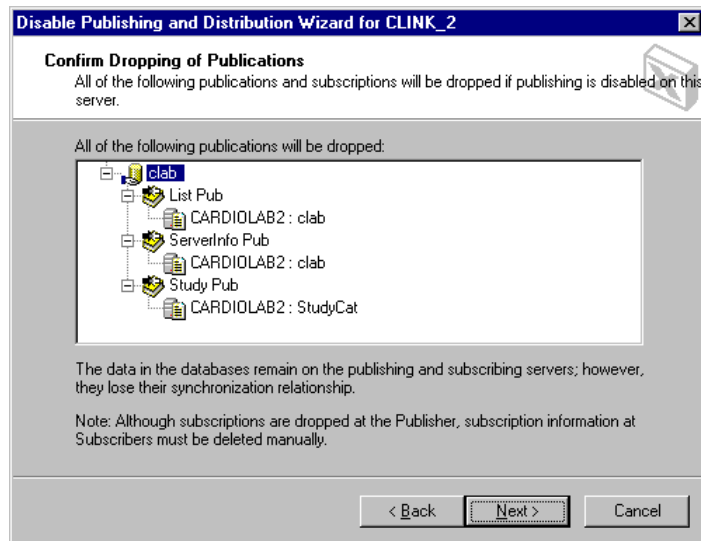 Disable Publishing and Distribution Wizard for CLINK_2
Confirm Dropping of Publications
All of the following publications and subscriptions will be dropped if publishing is disabled on this
server.
All of the following publications will be dropped:
clab
List Pub
CARDIOLAB2 : clab
ServerInfo Pub
CARDIOLAB2 : clab
Study Pub
CARDIOLAB2 : StudyCat
The data in the databases remain on the publishing and subscribing servers; however,
they lose their synchronization relationship.
Note: Although subscriptions are dropped at the Publisher, subscription information at
Subscribers must be deleted manually.
< Back Next > Cancel